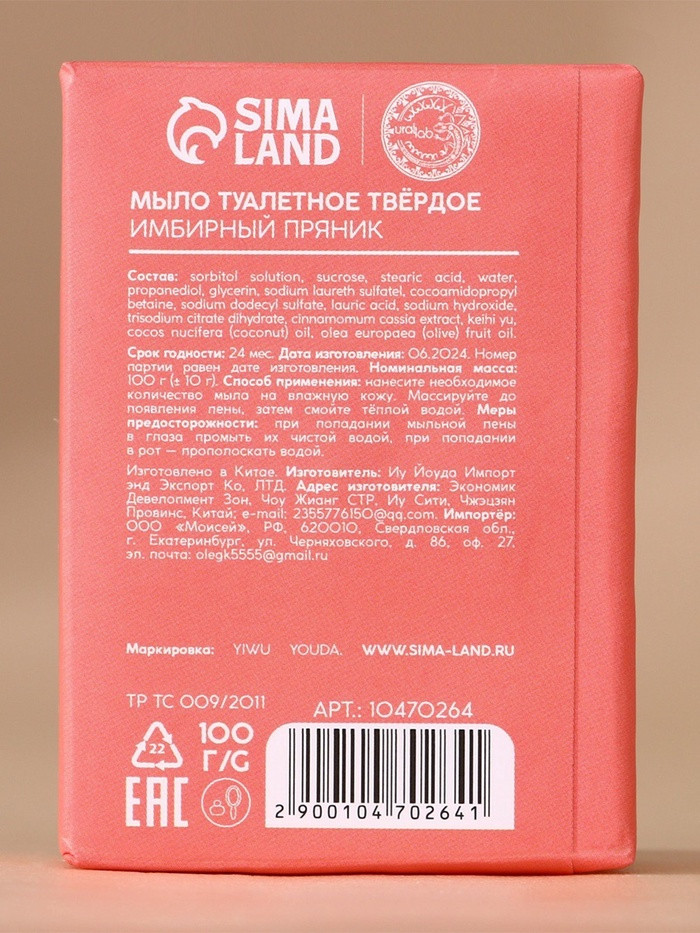 SIMA
LAND
ural lab
МЫЛО ТУАЛЕТНОЕ ТВЁРДОЕ
ИМБИРНЫЙ ПРЯНИК
Состав: sorbitol solution, sucrose, stearic acid, water,
propanediol, glycerin, sodium laureth sulfatel, cocoamidopropyl
betaine, sodium dodecyl sulfate, lauric acid, sodium hydroxide,
trisodium citrate dihydrate, cinnamomum cassia extract, keihi yu,
cocos nucifera (coconut) oil, olea europaea (olive) fruit oil.
Срок годности: 24 мес. Дата изготовления: 06.2024. Номер
партии равен дате изготовления. Номинальная масса:
100 г (± 10 г). Способ применения: нанесите необходимое
количество мыла на влажную кожу. Массируйте до
появления пены, затем смойте тёплой водой. Меры
предосторожности: при попадании мыльной пены
в глаза промыть их чистой водой, при попадании
в рот — прополоскать водой.
Изготовлено в Китае. Изготовитель: Иу Йоуда Импорт
энд Экспорт Ко, ЛТД. Адрес изготовителя: Экономик
Девелопмент Зон, Чоу Жианг СТР, Иу Сити, Чжэцзян
Провинс, Китай; e-mail: 2355776150@qq.com. Импортёр:
ООО «Моисей», РФ, 620010, Свердловская обл.,
г. Екатеринбург, ул. Черняховского, д. 86, оф. 27,
эл. почта: olegk5555@gmail.ru
Маркировка: YIWU YOUDA. WWW.SIMA-LAND.RU
ТР ТС 009/2011
АРТ.: 10470264
22
100
Г/G
EAC
2 900104 702641